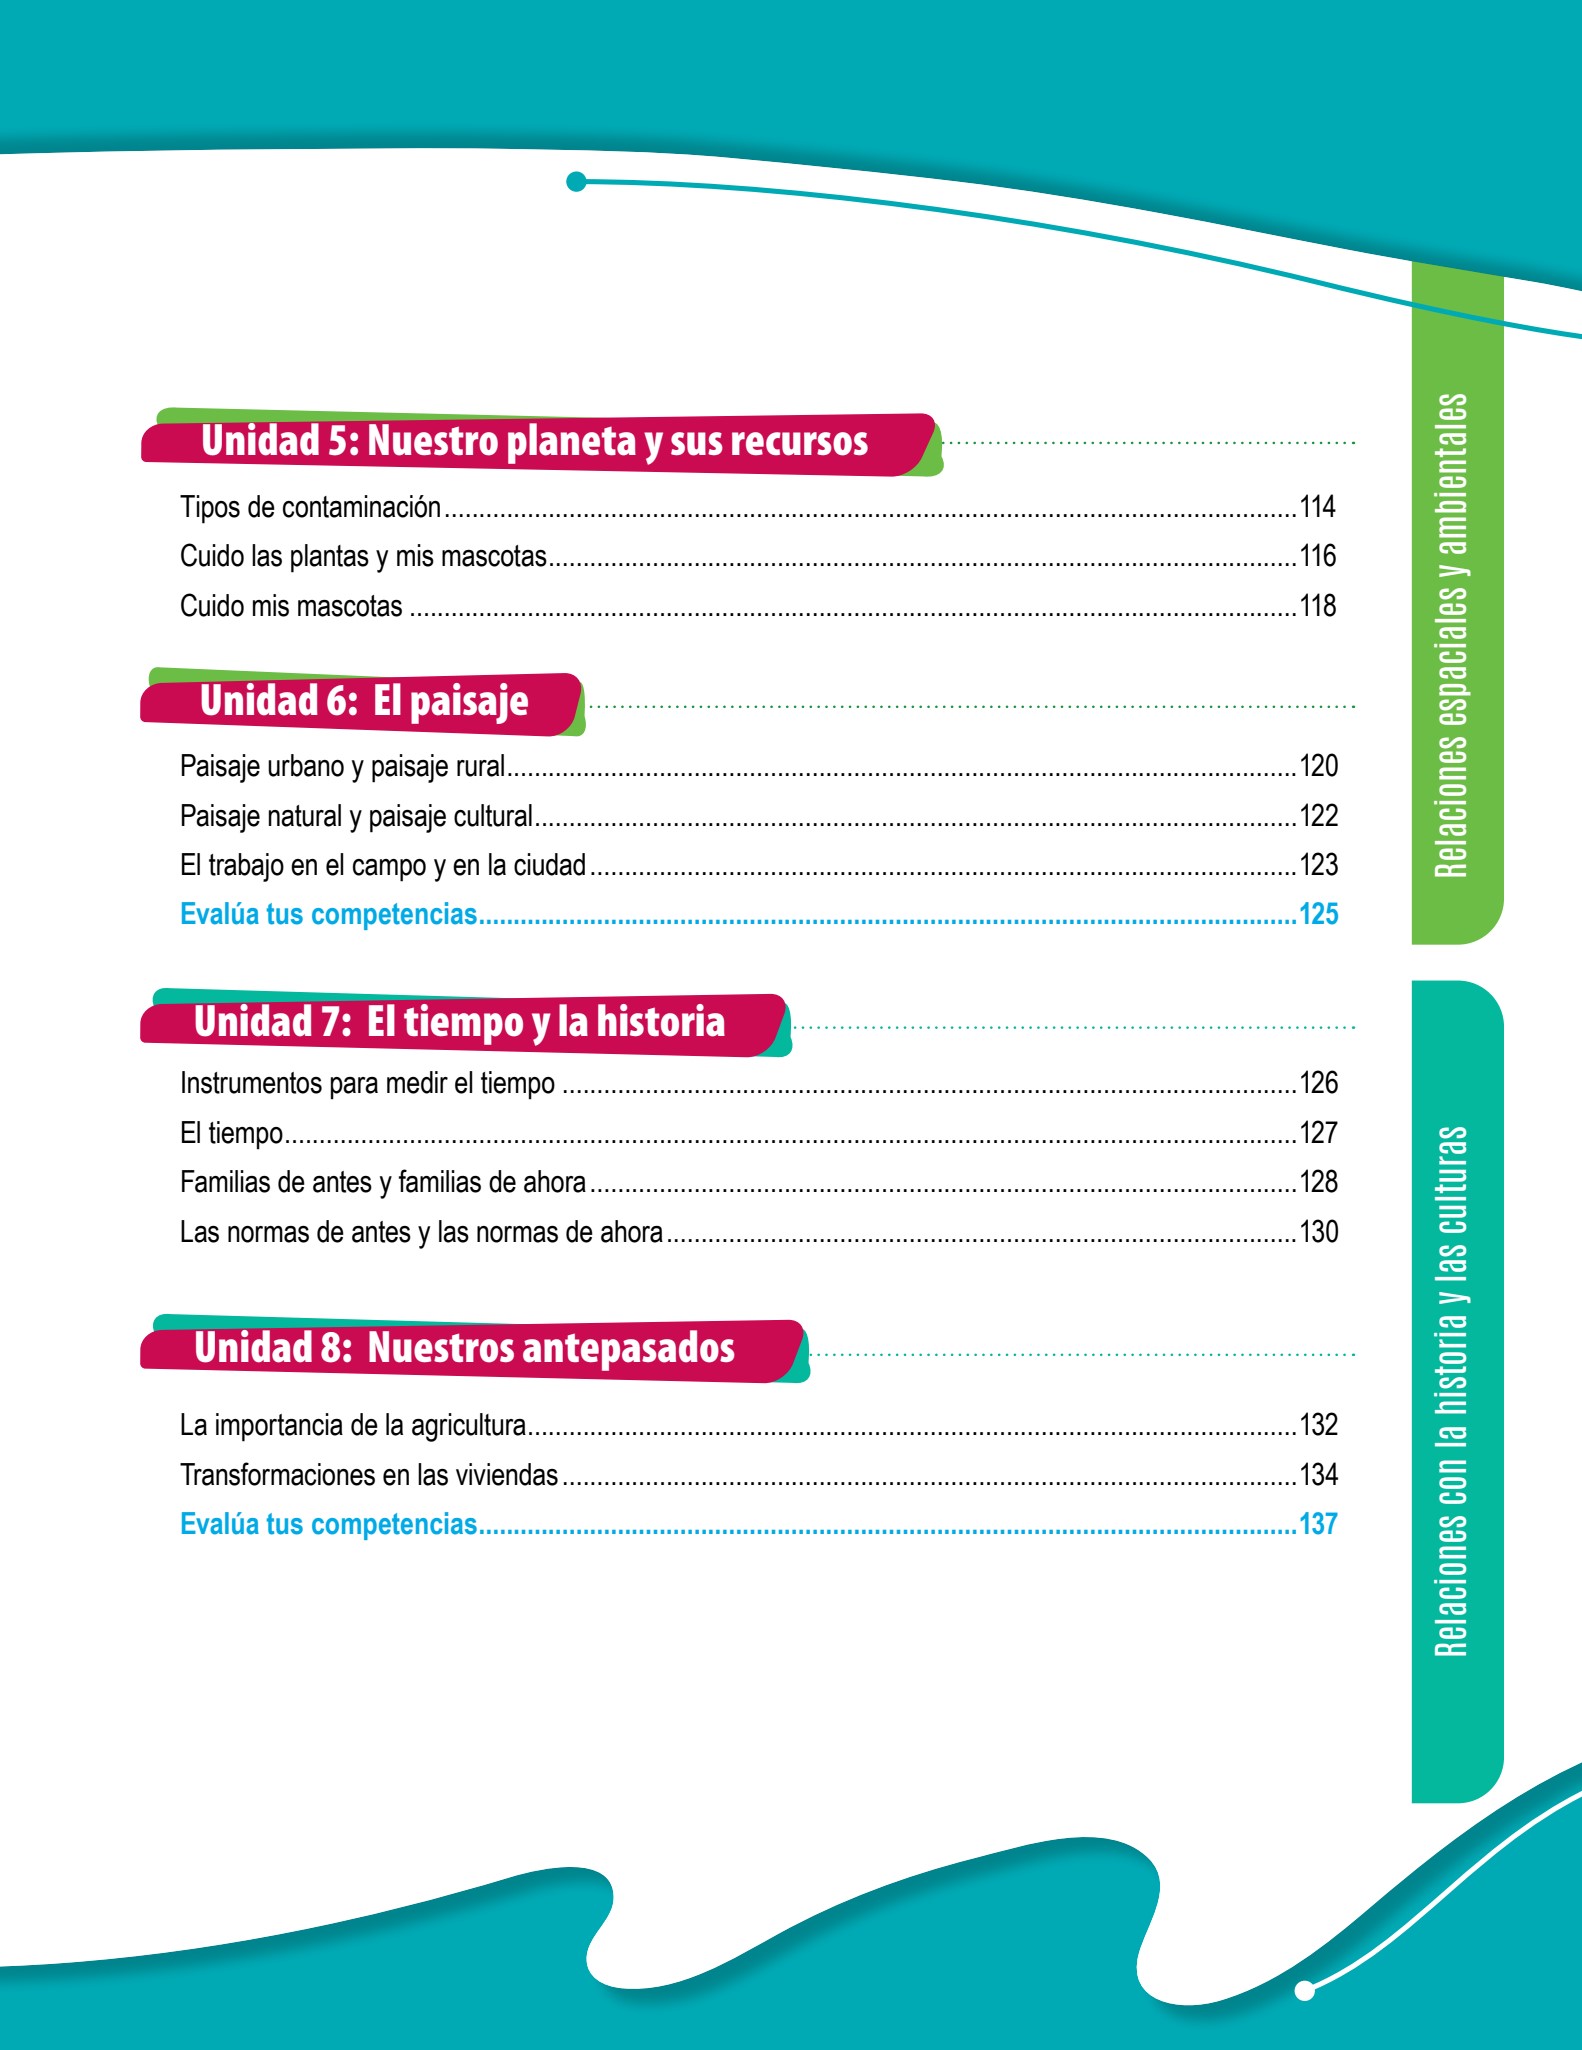 Unidad 5: Nuestro planeta y sus recursos
Tipos de contaminación 114
Cuido las plantas y mis mascotas 116
Cuido mis mascotas 118
Unidad 6: El paisaje
Paisaje urbano y paisaje rural 120
Paisaje natural y paisaje cultural 122
El trabajo en el campo y en la ciudad 123
Evalúa tus competencias 125
Relaciones espaciales y ambientales
Unidad 7: El tiempo y la historia
Instrumentos para medir el tiempo 126
El tiempo 127
Familias de antes y familias de ahora 128
Las normas de antes y las normas de ahora 130
Unidad 8: Nuestros antepasados
La importancia de la agricultura 132
Transformaciones en las viviendas 134
Evalúa tus competencias 137
Relaciones con la historia y las culturas